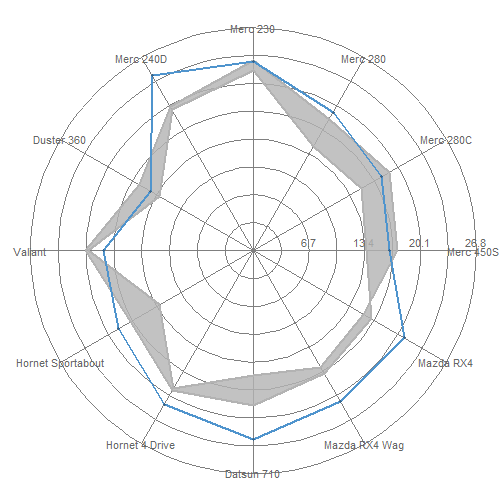 Merc 230
Merc 240D
Merc 280
Duster 360
Merc 280C
Valiant
6.7
13.4
20.1
26.8
Merc 450S
Hornet Sportabout
Mazda RX4
Hornet 4 Drive
Mazda RX4 Wag
Datsun 710